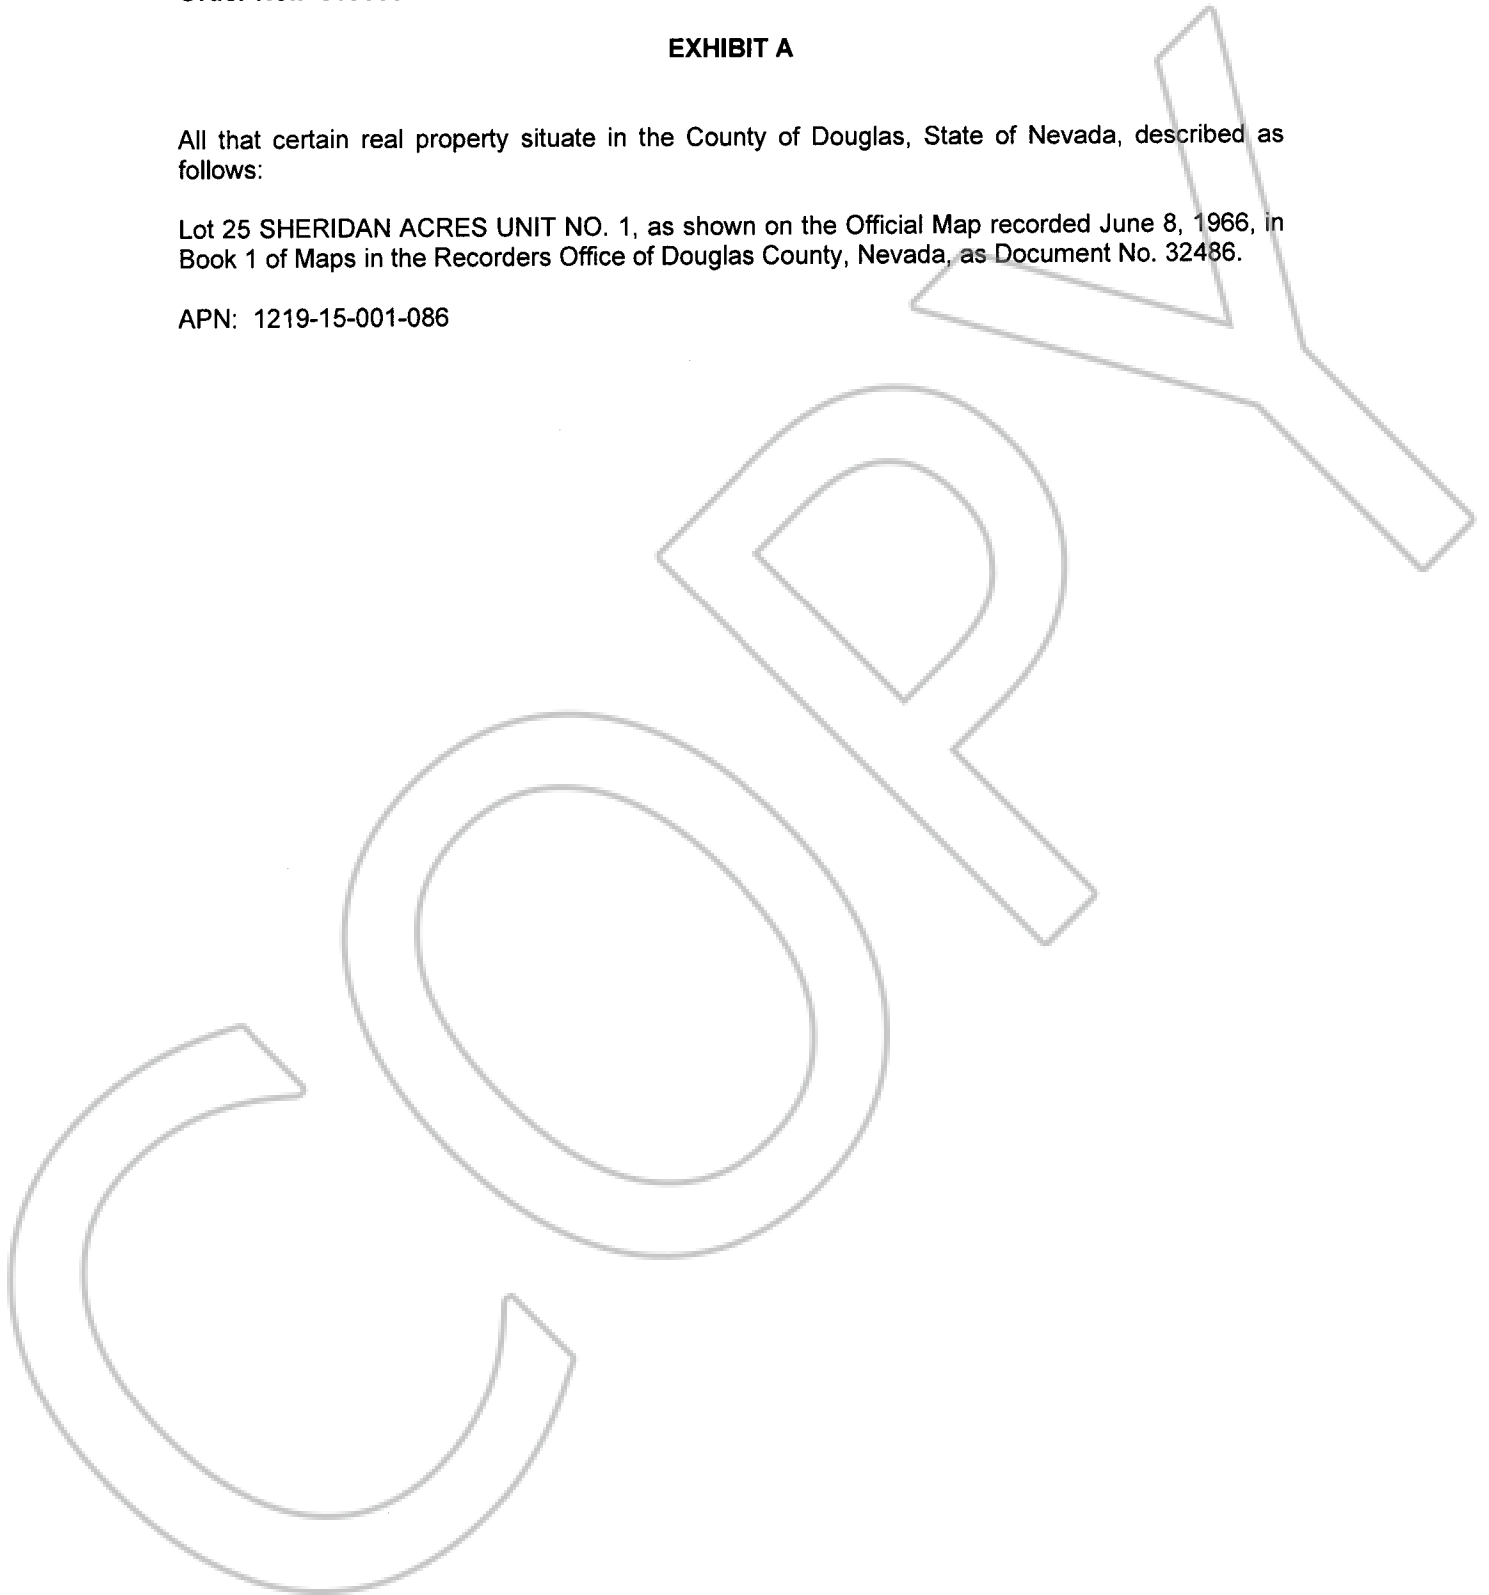 EXHIBIT A
All that certain real property situate in the County of Douglas, State of Nevada, described as
follows:
Lot 25 SHERIDAN ACRES UNIT NO. 1, as shown on the Official Map recorded June 8, 1966, in
Book 1 of Maps in the Recorders Office of Douglas County, Nevada, as Document No. 32486.
APN: 1219-15-001-086
COPY